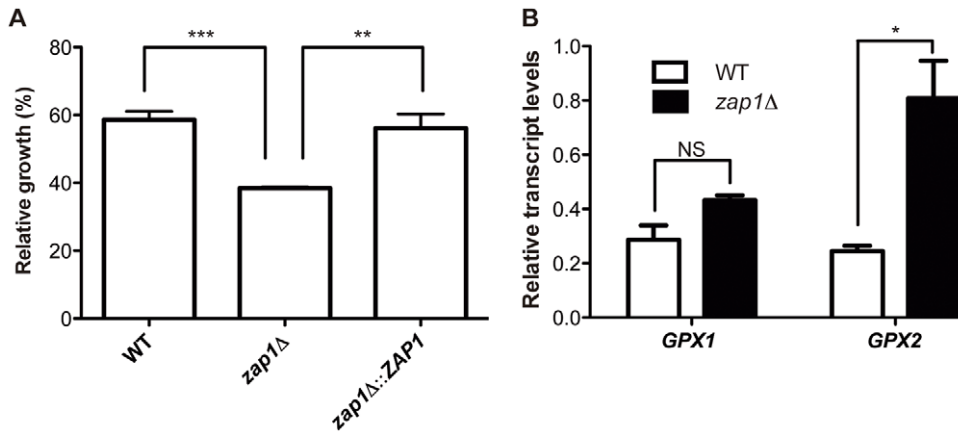 A
Relative growth (%)
80
60
40
20
0
***
**
WT
zap1Δ
zap1Δ::ZAP1
B
Relative transcript levels
1.0
0.8
0.6
0.4
0.2
0.0
WT
zap1Δ
NS
*
GPX1
GPX2